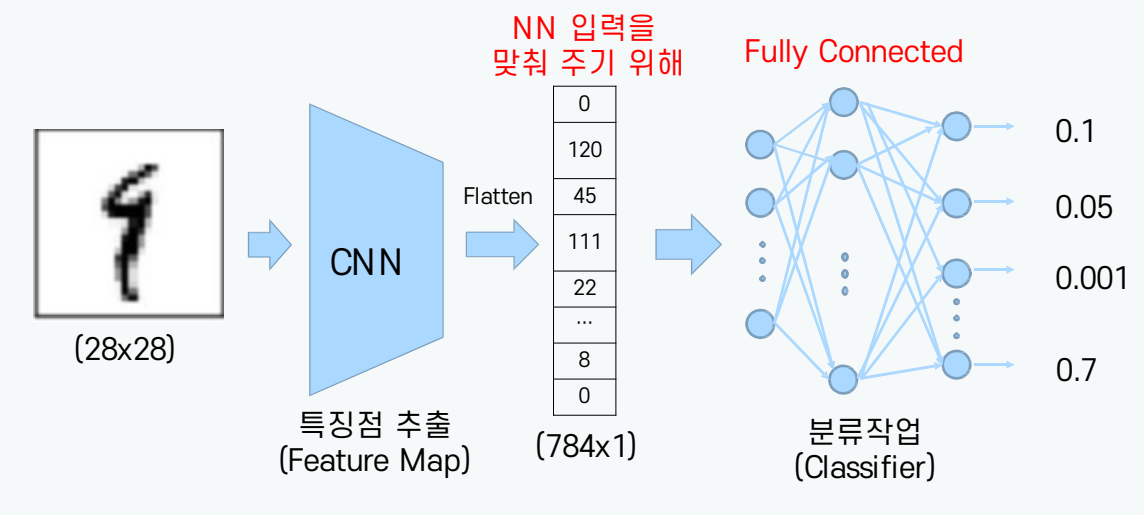 (28x28)
CNN
특징점 추출
(Feature Map)
Flatten
NN 입력을
맞춰 주기 위해
0
120
45
111
22
...
8
0
(784x1)
Fully Connected
분류작업
(Classifier)
0.1
0.05
0.001
0.7